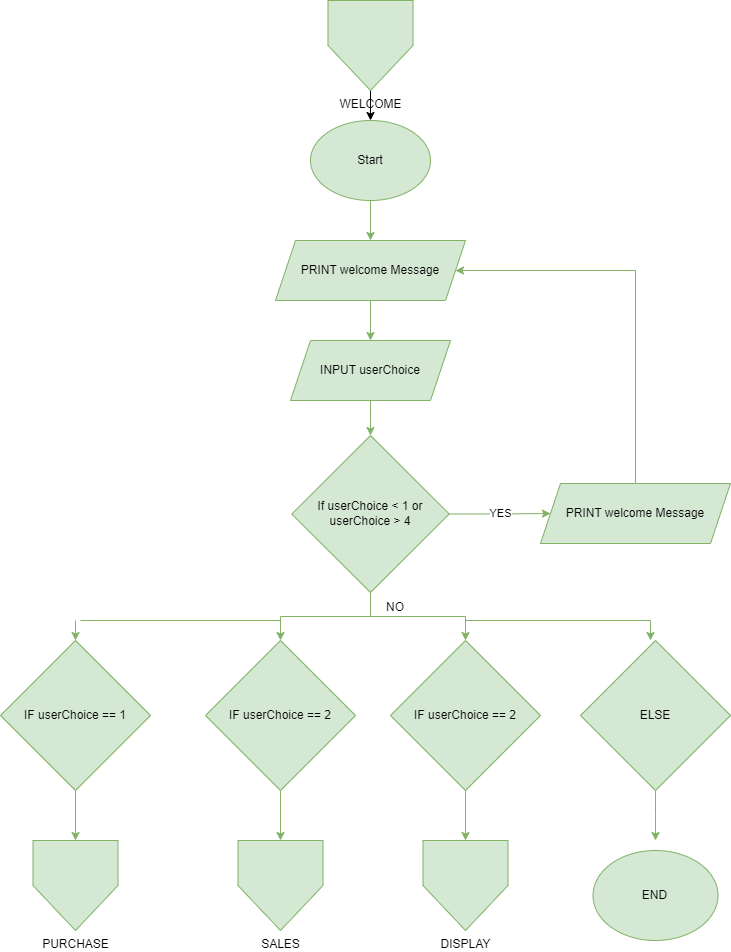 WELCOME
Start
PRINT welcome Message
INPUT userChoice
If userChoice < 1 or
userChoice > 4
YES
PRINT welcome Message
NO
IF userChoice == 1
IF userChoice == 2
IF userChoice == 2
ELSE
END
PURCHASE
SALES
DISPLAY